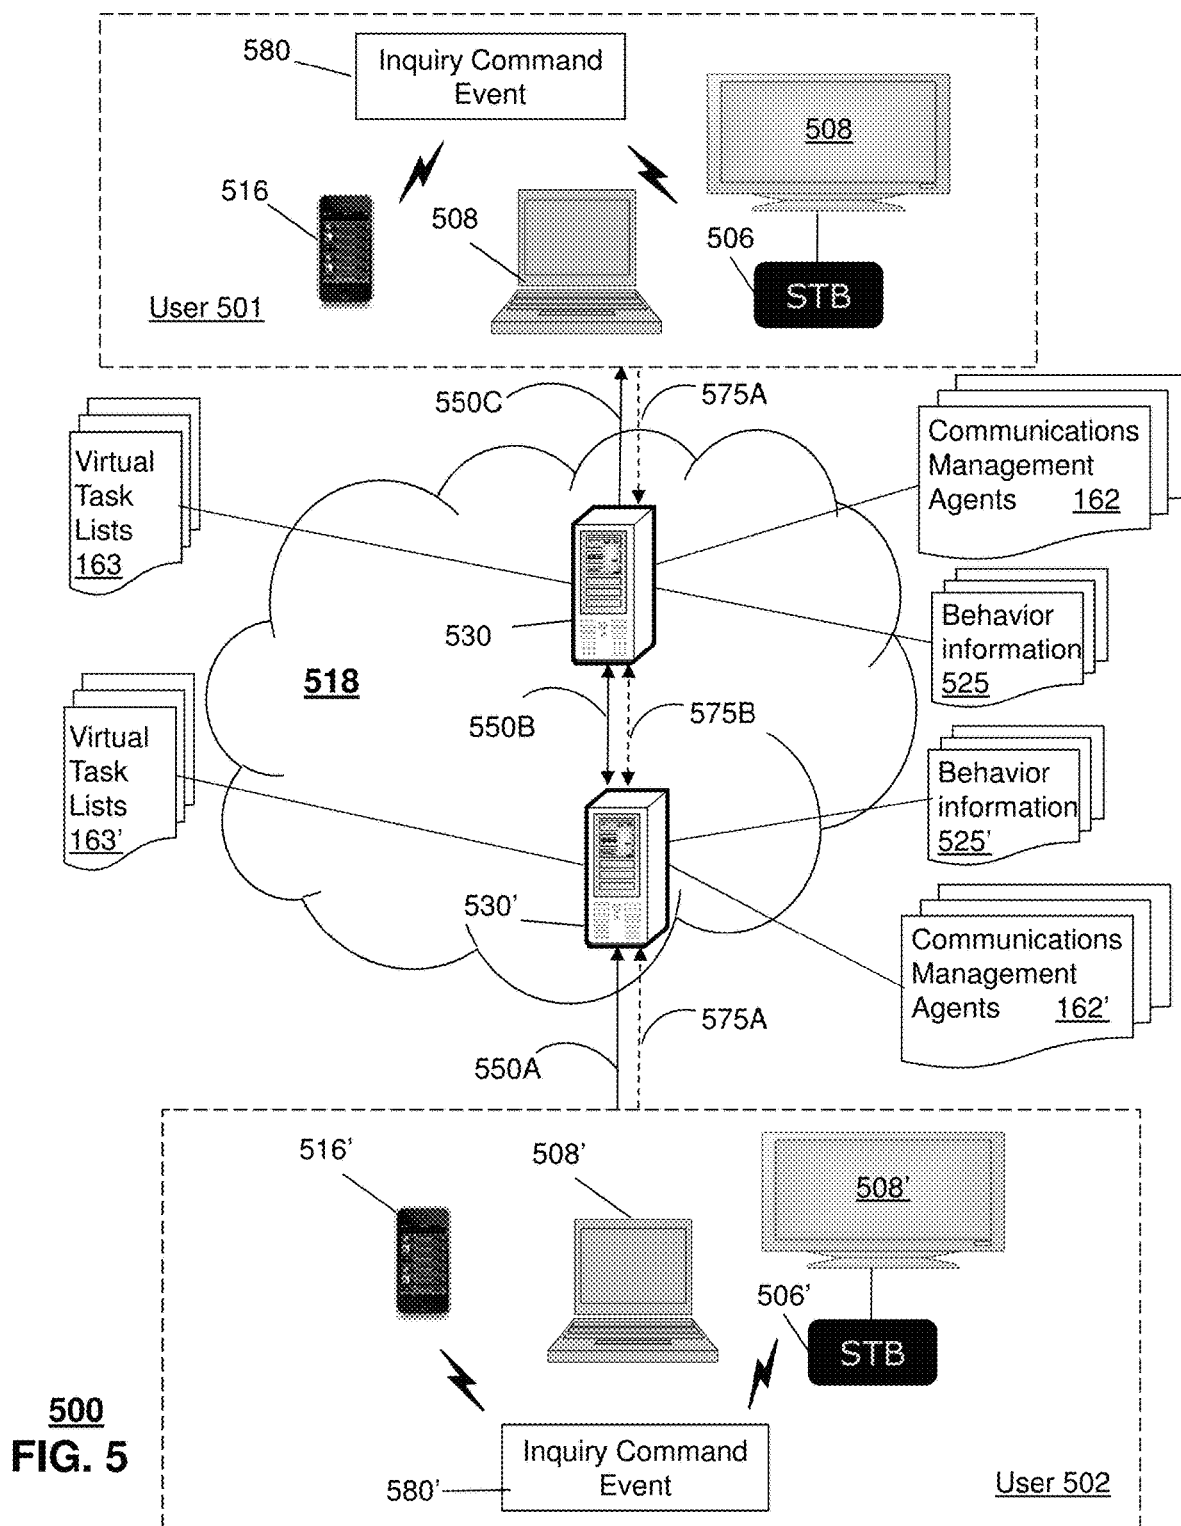 580
Inquiry Command
Event
508
516
508
506
STB
User 501
550C
575A
Virtual
Task
Lists
163
Communications
Management
Agents 162
530
Behavior
information
525
518
550B
575B
Virtual
Task
Lists
163'
Behavior
information
525'
530'
Communications
Management
Agents 162'
575A
550A
516'
508'
508'
506'
STB
500
FIG. 5
Inquiry Command
Event
580'
User 502